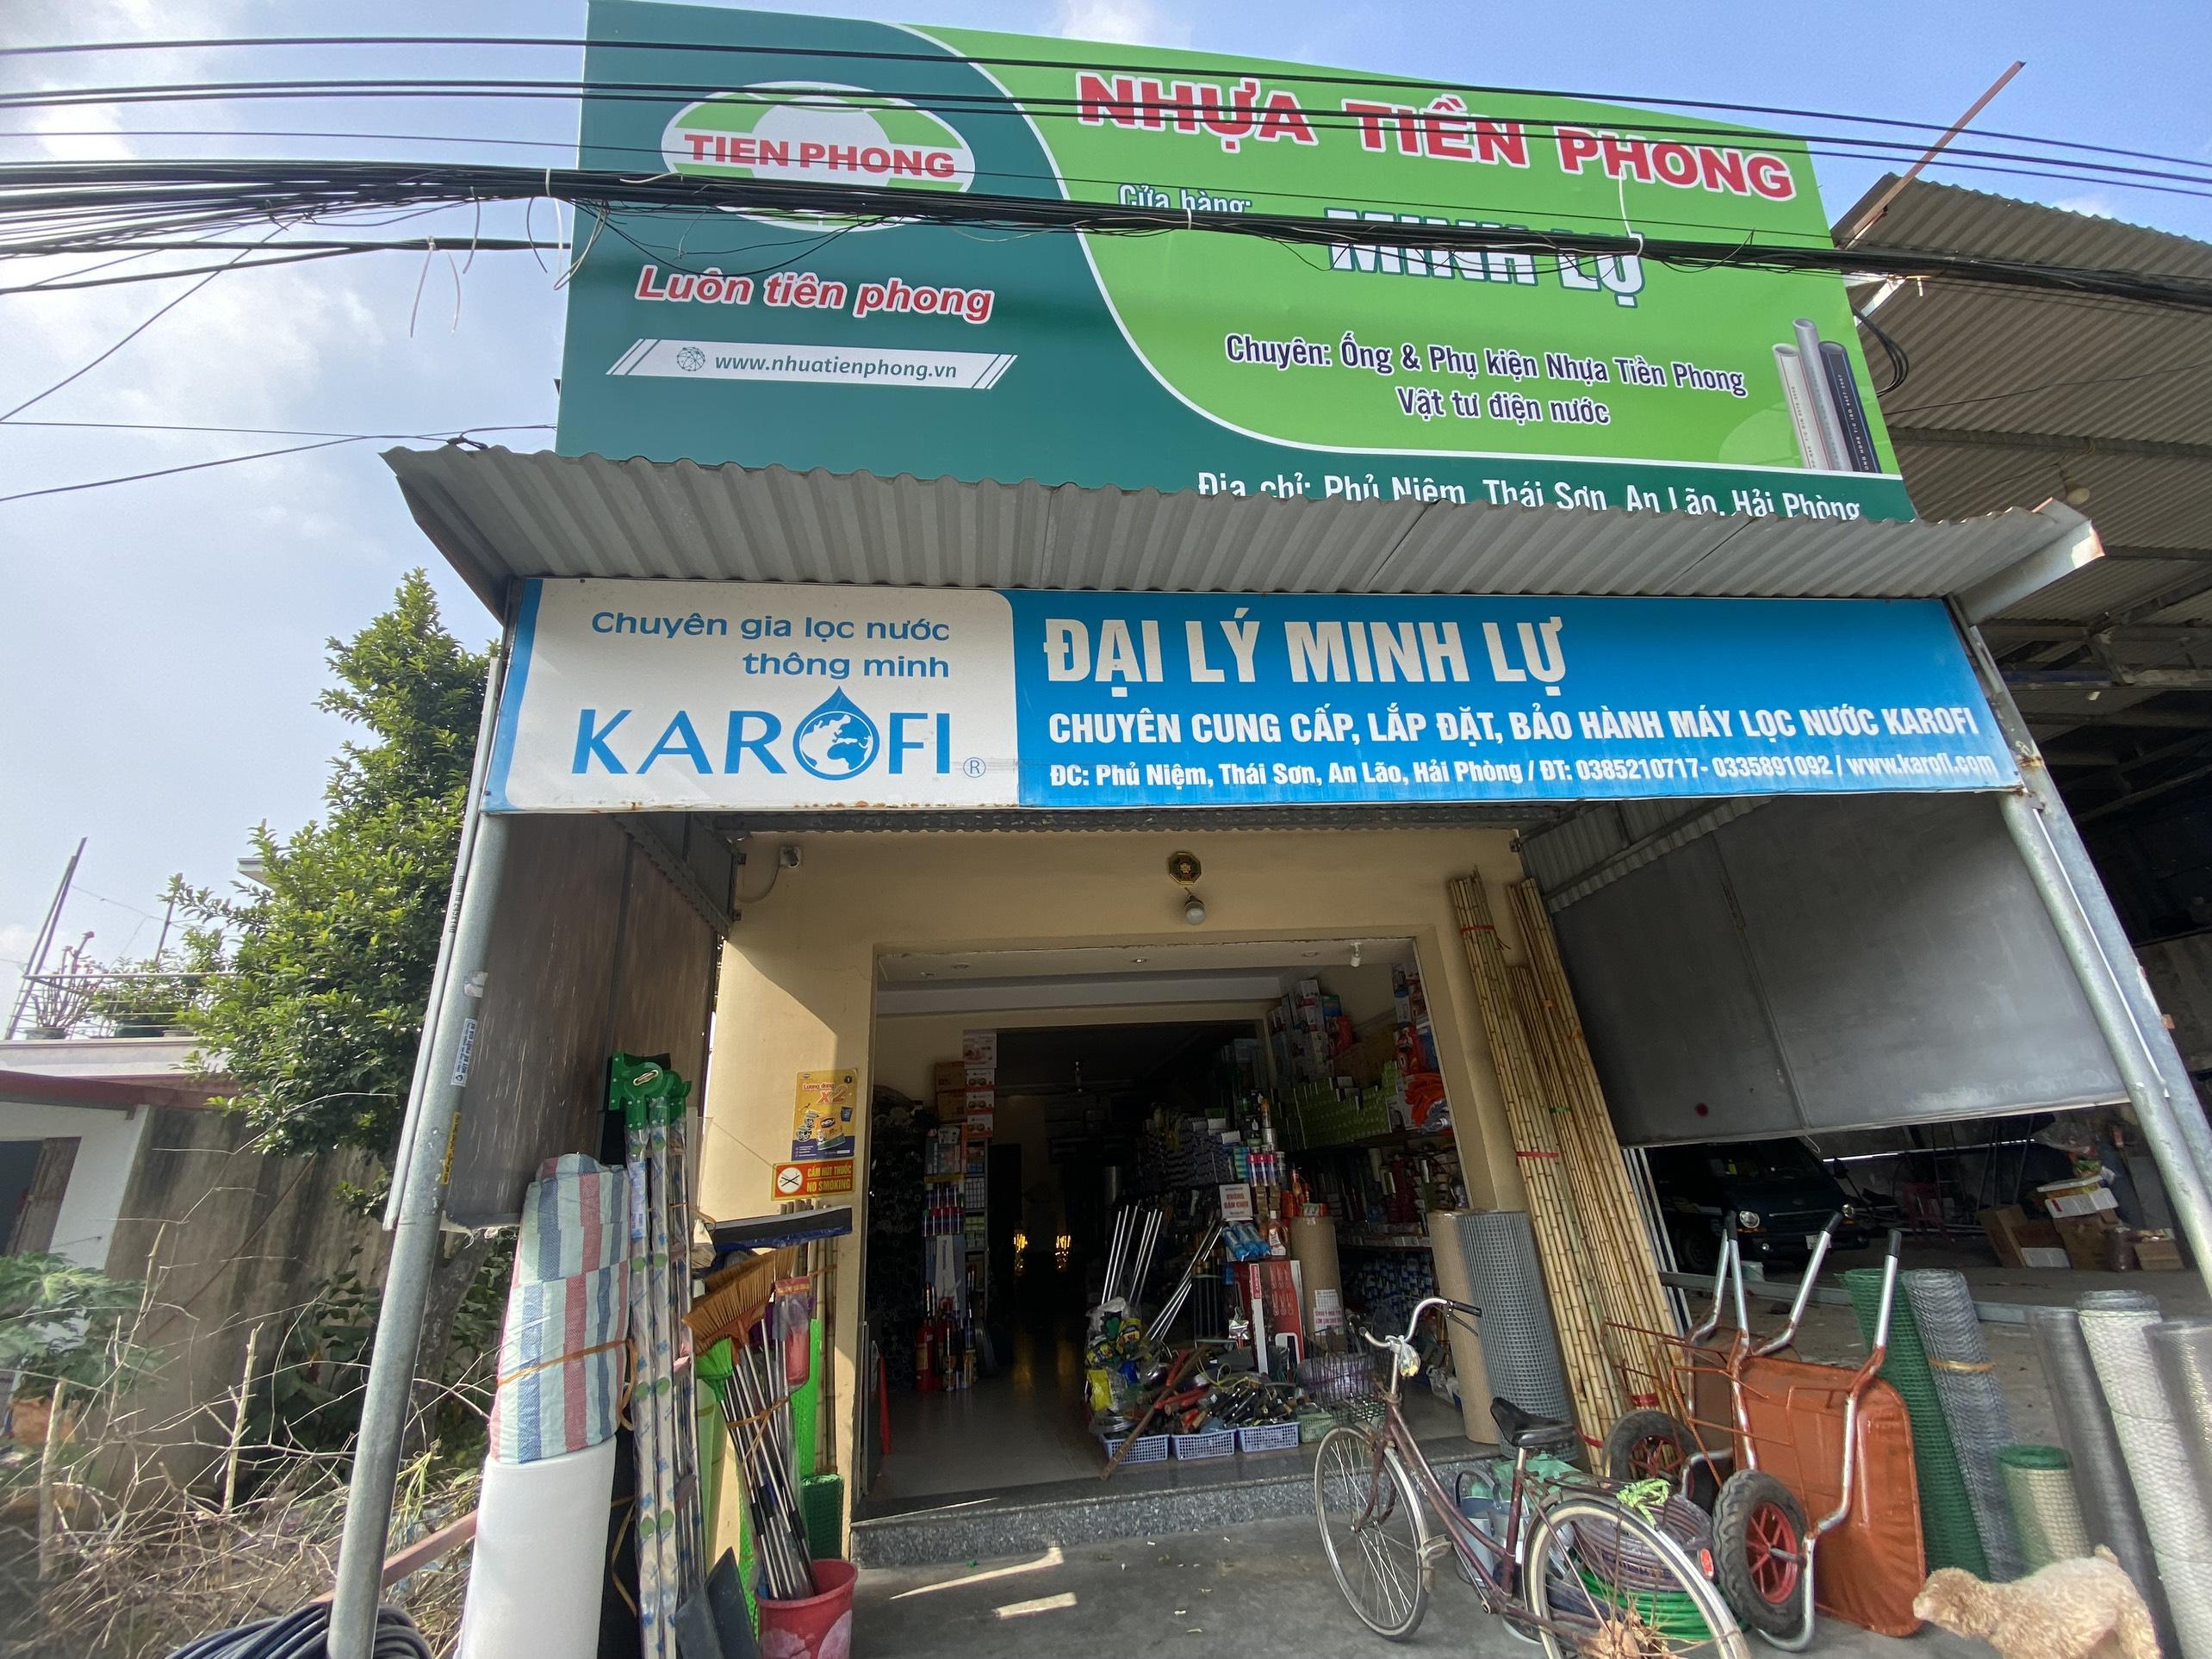 TIEN PHONG
Luôn tiên phong
www.nhuatienphong.vn
NHỰA TIỀN PHONG
Cửa hàng:
MINH LỰ
Chuyên: Ống & Phụ kiện Nhựa Tiền Phong
Vật tư điện nước
Địa chỉ: Phủ Niệm, Thái Sơn, An Lão, Hải Phòng
Chuyên gia lọc nước
thông minh
KAROFI ®
ĐẠI LÝ MINH LỰ
CHUYÊN CUNG CẤP, LẮP ĐẶT, BẢO HÀNH MÁY LỌC NƯỚC KAROFI
ĐC: Phủ Niệm, Thái Sơn, An Lão, Hải Phòng / ĐT: 0385210717- 0335891092 / www.karofi.com
X2
CẤM HÚT THUỐC
NO SMOKING